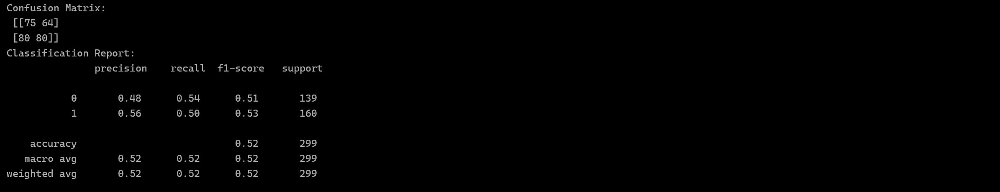 Confusion Matrix:
 [[75 64]
 [80 80]]
Classification Report:
               precision    recall  f1-score   support

           0       0.48      0.54      0.51       139
           1       0.56      0.50      0.53       160

    accuracy                           0.52       299
   macro avg       0.52      0.52      0.52       299
weighted avg       0.52      0.52      0.52       299